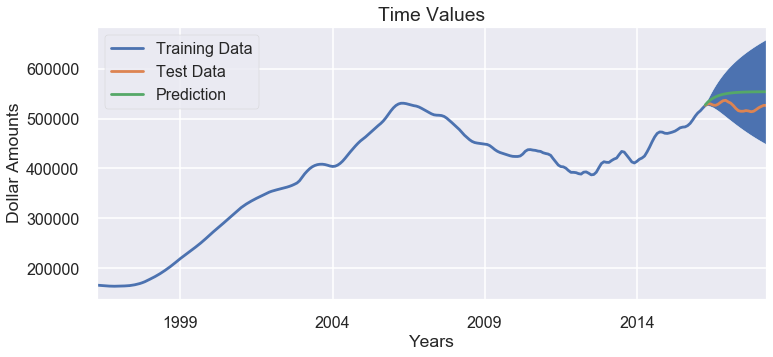 Time Values
Training Data
Test Data
Prediction
Dollar Amounts
600000
500000
400000
300000
200000
1999
2004
2009
2014
Years